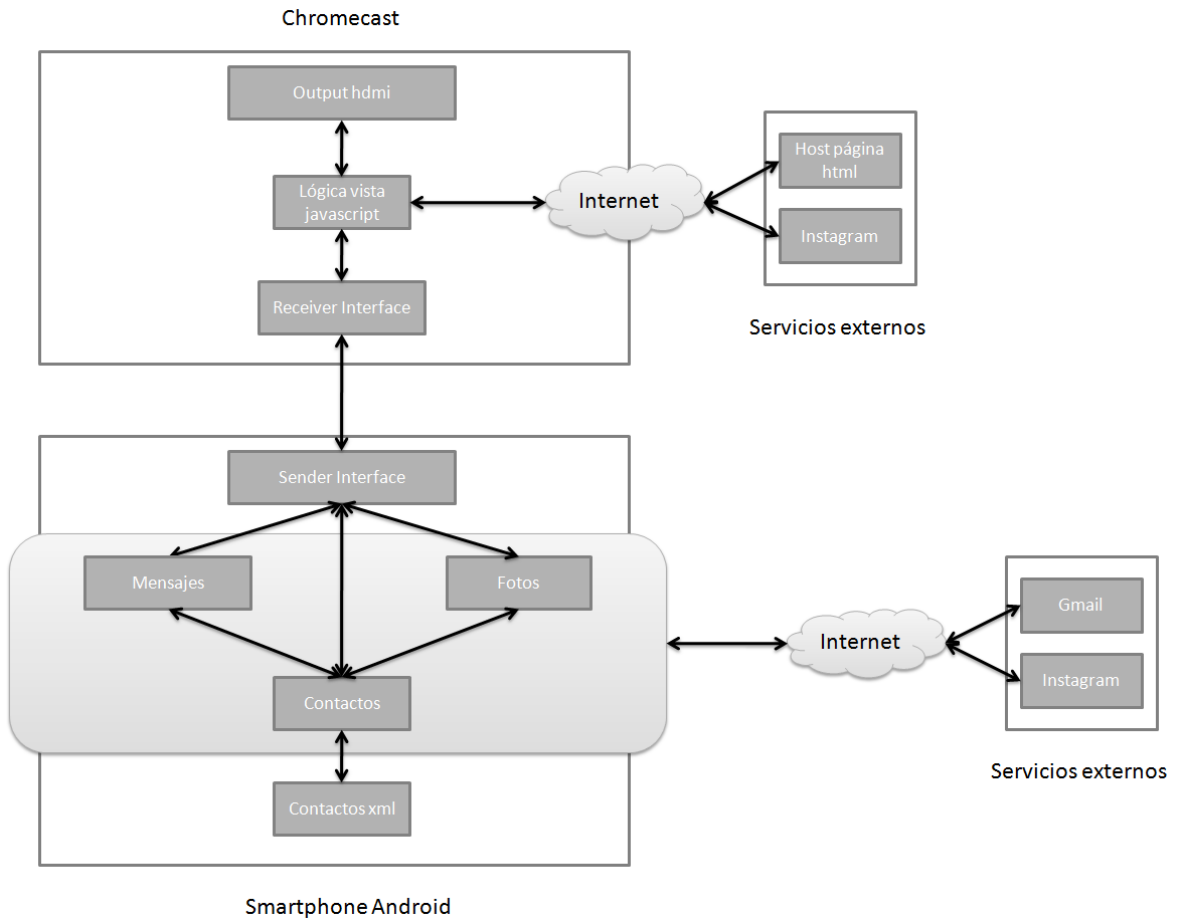 Chromecast
Output hdmi
Lógica vista
javascript
Receiver Interface
Internet
Host página
html
Instagram
Servicios externos
Sender Interface
Mensajes
Fotos
Contactos
Contactos xml
Internet
Gmail
Instagram
Servicios externos
Smartphone Android